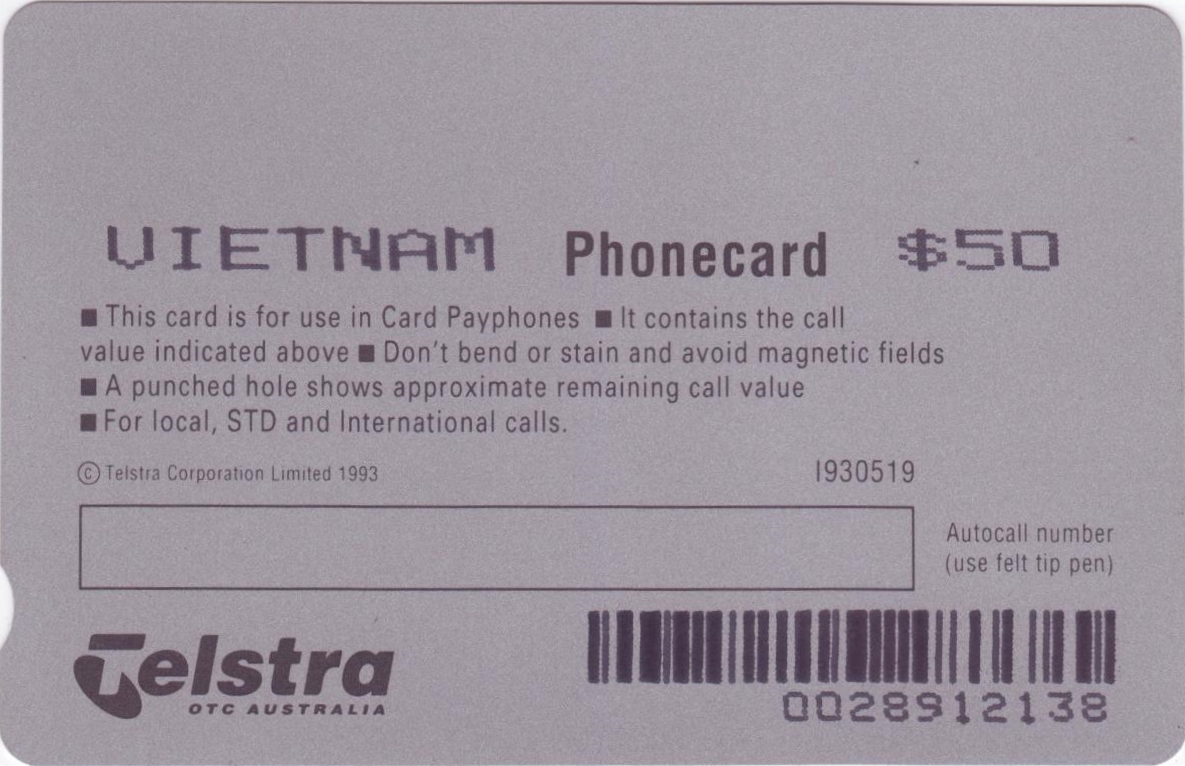 VIETNAM Phonecard $50
■ This card is for use in Card Payphones ■ It contains the call
value indicated above ■ Don't bend or stain and avoid magnetic fields
■ A punched hole shows approximate remaining call value
■ For local, STD and International calls.
© Telstra Corporation Limited 1993 I930519
Autocall number
(use felt tip pen)
Telstra
OTC AUSTRALIA
0028912138